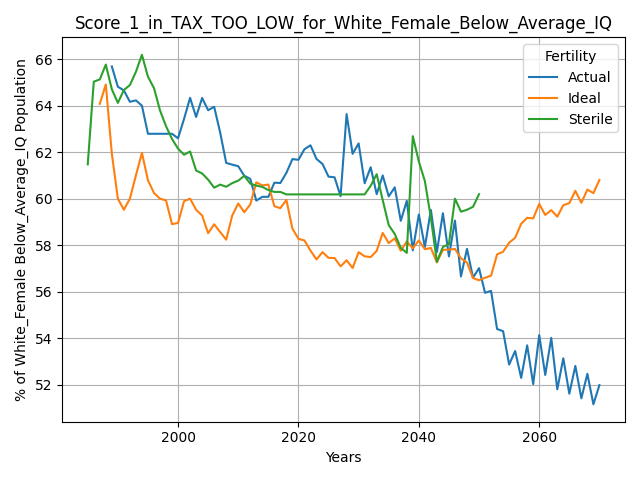 Score_1_in_TAX_TOO_LOW_for_White_Female_Below_Average_IQ
% of White_Female Below_Average_IQ Population
66
64
62
60
58
56
54
52
Fertility
Actual
Ideal
Sterile
2000
2020
2040
2060
Years